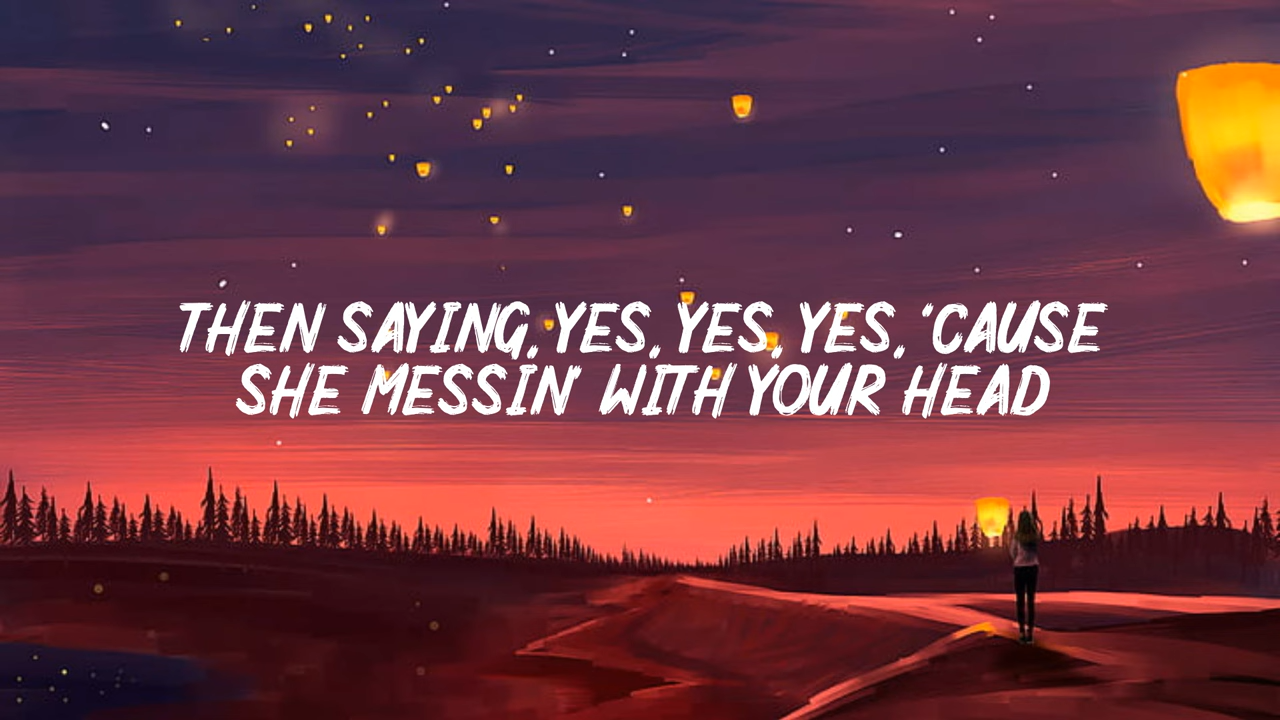 THEN SAYING, YES, YES, YES, 'CAUSE
SHE MESSIN' WITH YOUR HEAD